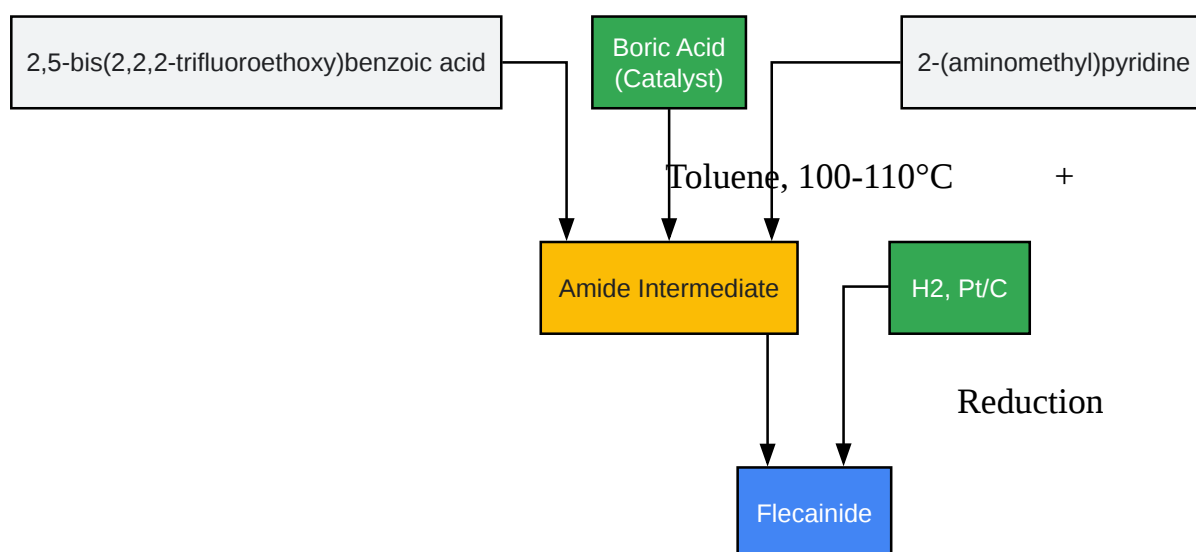 2,5-bis(2,2,2-trifluoroethoxy)benzoic acid
Boric Acid
(Catalyst)
2-(aminomethyl)pyridine
Toluene, 100-110°C
+
Amide Intermediate
H2, Pt/C
Reduction
Flecainide